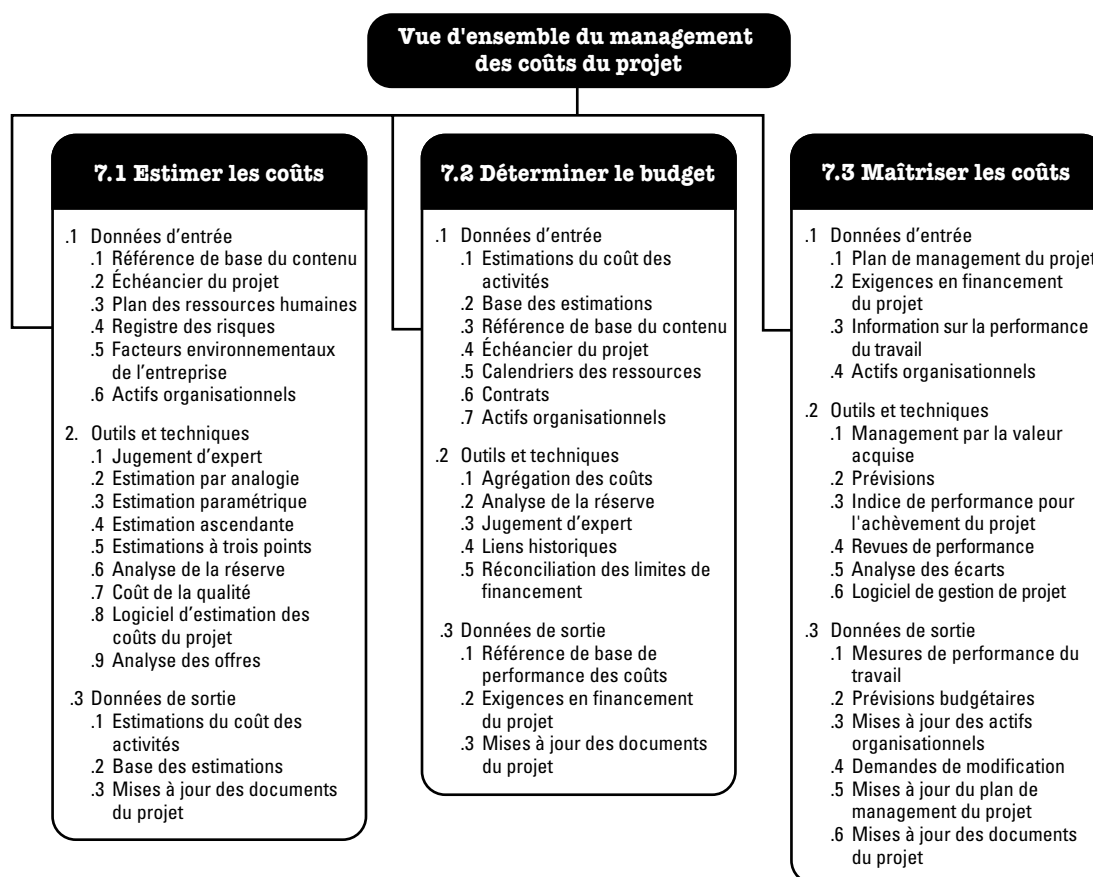 Vue d'ensemble du management
des coûts du projet
7.1 Estimer les coûts
.1 Données d'entrée
.1 Référence de base du contenu
.2 Échéancier du projet
.3 Plan des ressources humaines
.4 Registre des risques
.5 Facteurs environnementaux
de l'entreprise
.6 Actifs organisationnels
2. Outils et techniques
.1 Jugement d'expert
.2 Estimation par analogie
.3 Estimation paramétrique
.4 Estimation ascendante
.5 Estimations à trois points
.6 Analyse de la réserve
.7 Coût de la qualité
.8 Logiciel d'estimation des
coûts du projet
.9 Analyse des offres
.3 Données de sortie
.1 Estimations du coût des
activités
.2 Base des estimations
.3 Mises à jour des documents
du projet
7.2 Déterminer le budget
.1 Données d'entrée
.1 Estimations du coût des
activités
.2 Base des estimations
.3 Référence de base du contenu
.4 Échéancier du projet
.5 Calendriers des ressources
.6 Contrats
.7 Actifs organisationnels
.2 Outils et techniques
.1 Agrégation des coûts
.2 Analyse de la réserve
.3 Jugement d'expert
.4 Liens historiques
.5 Réconciliation des limites de
financement
.3 Données de sortie
.1 Référence de base de
performance des coûts
.2 Exigences en financement
du projet
.3 Mises à jour des documents
du projet
7.3 Maîtriser les coûts
.1 Données d'entrée
.1 Plan de management du projet
.2 Exigences en financement
du projet
.3 Information sur la performance
du travail
.4 Actifs organisationnels
.2 Outils et techniques
.1 Management par la valeur
acquise
.2 Prévisions
.3 Indice de performance pour
l'achèvement du projet
.4 Revues de performance
.5 Analyse des écarts
.6 Logiciel de gestion de projet
.3 Données de sortie
.1 Mesures de performance du
travail
.2 Prévisions budgétaires
.3 Mises à jour des actifs
organisationnels
.4 Demandes de modification
.5 Mises à jour du plan de
management du projet
.6 Mises à jour des documents
du projet